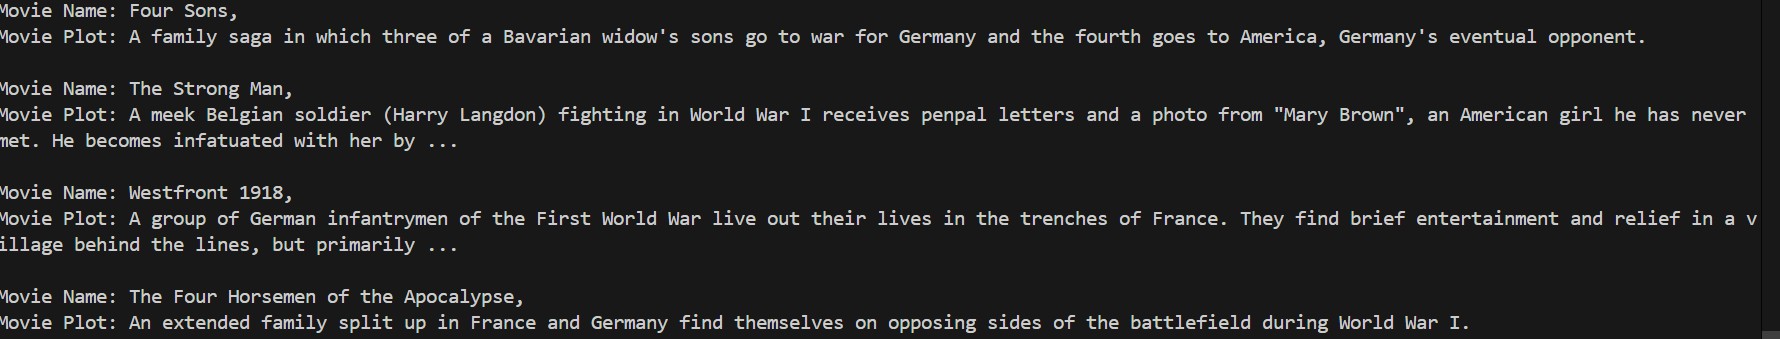 Movie Name: Four Sons,
Movie Plot: A family saga in which three of a Bavarian widow's sons go to war for Germany and the fourth goes to America, Germany's eventual opponent.
Movie Name: The Strong Man,
Movie Plot: A meek Belgian soldier (Harry Langdon) fighting in World War I receives penpal letters and a photo from "Mary Brown", an American girl he has never
met. He becomes infatuated with her by ...
Movie Name: Westfront 1918,
Movie Plot: A group of German infantrymen of the First World War live out their lives in the trenches of France. They find brief entertainment and relief in a v
illage behind the lines, but primarily ...
Movie Name: The Four Horsemen of the Apocalypse,
Movie Plot: An extended family split up in France and Germany find themselves on opposing sides of the battlefield during World War I.